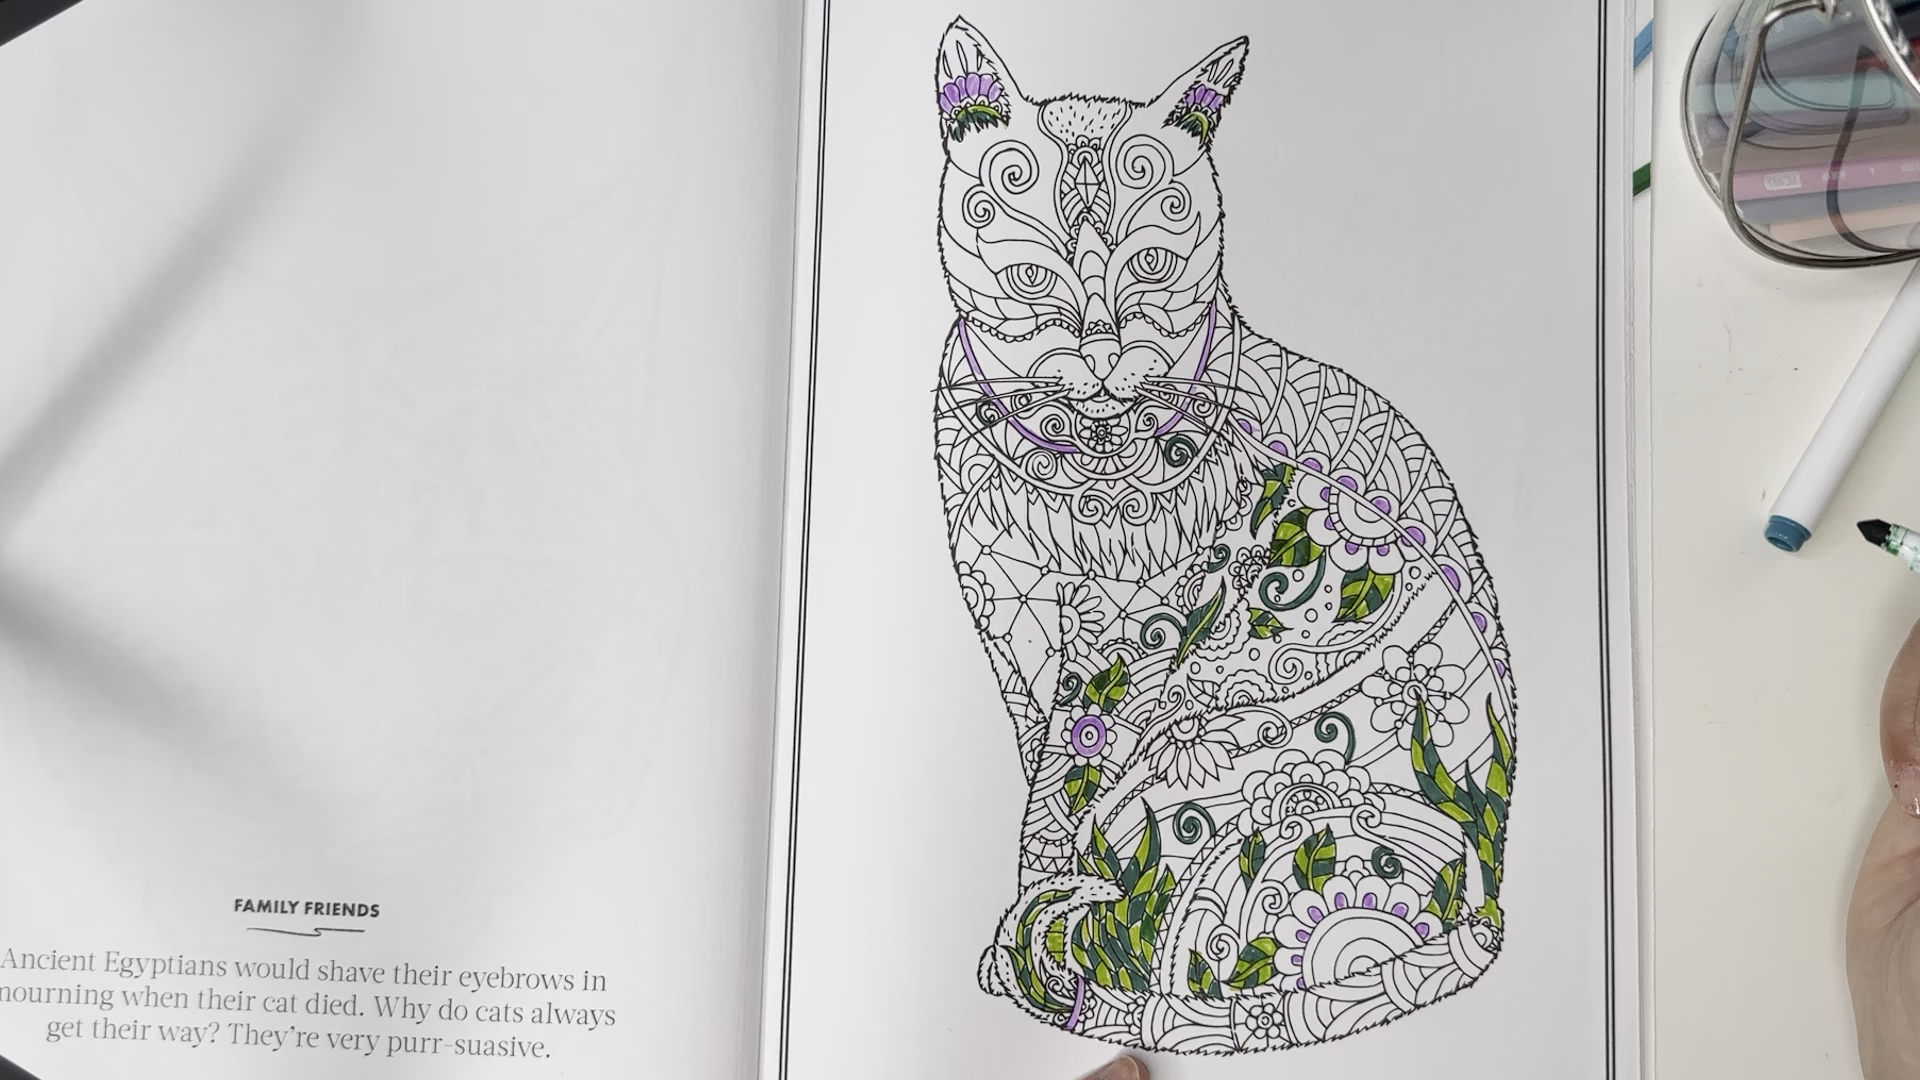 FAMILY FRIENDS
Ancient Egyptians would shave their eyebrows in
mourning when their cat died. Why do cats always
get their way? They're very purr-suasive.